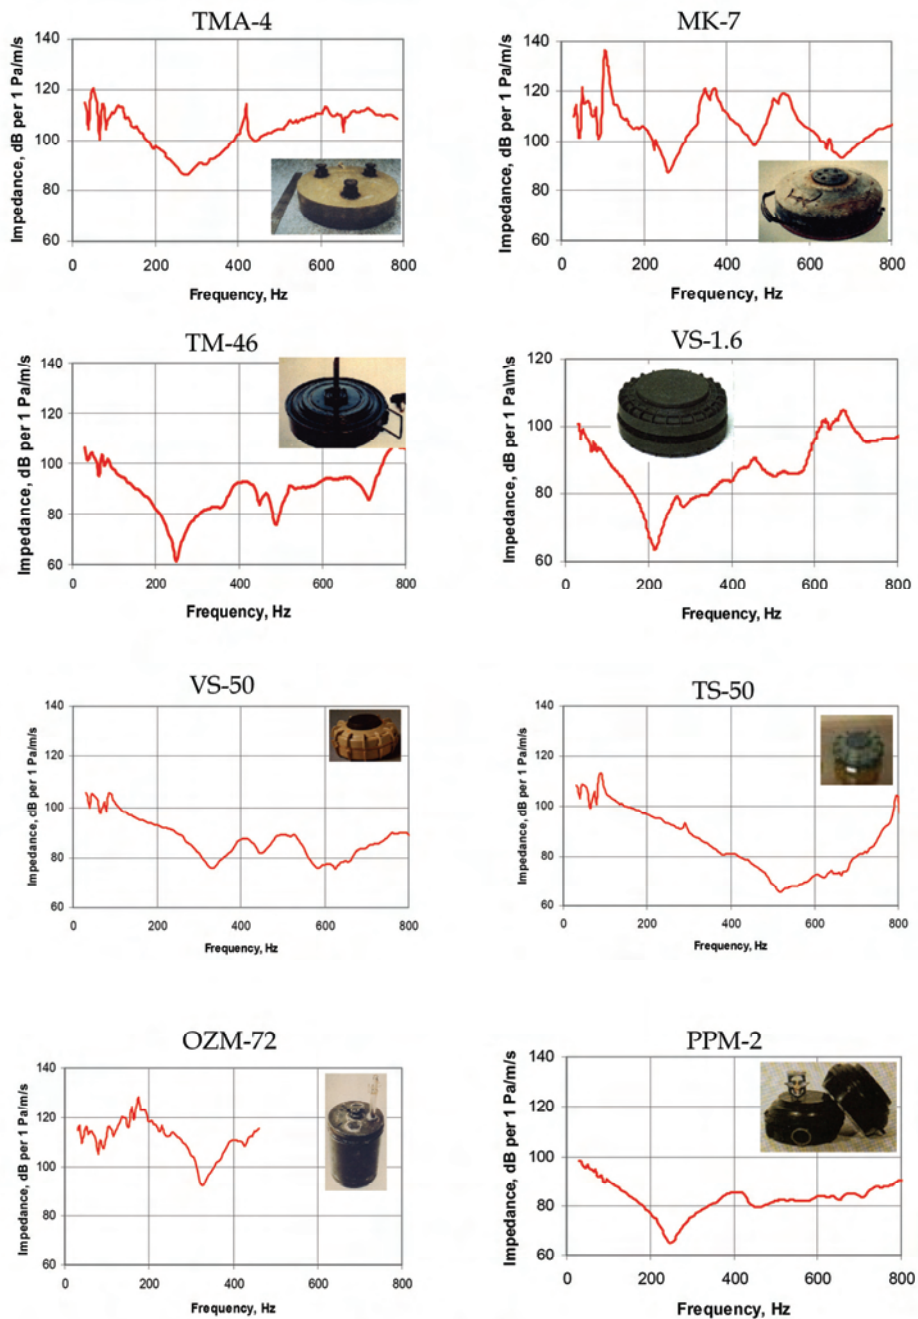 TMA-4
Impedance, dB per 1 Pa/m/s
140
120
100
80
60
0 200 400 600 800
Frequency, Hz
MK-7
Impedance, dB per 1 Pa/m/s
140
120
100
80
60
0 200 400 600 800
Frequency, Hz
TM-46
Impedance, dB per 1 Pa/m/s
140
120
100
80
60
0 200 400 600 800
Frequency, Hz
VS-1.6
Impedance, dB per 1 Pa\m\s
120
100
80
60
0 200 400 600 800
Frequency, Hz
VS-50
Impedance, dB per 1 Pa/m/s
140
120
100
80
60
0 200 400 600 800
Frequency, Hz
TS-50
Impedance, dB per 1 Pa/m/s
140
120
100
80
60
0 200 400 600 800
Frequency, Hz
OZM-72
Impedance, dB per 1 Pa/m/s
140
120
100
80
60
0 200 400 600 800
Frequency, Hz
PPM-2
Impedance, dB per 1 Pa/m/s
140
120
100
80
60
0 200 400 600 800
Frequency, Hz